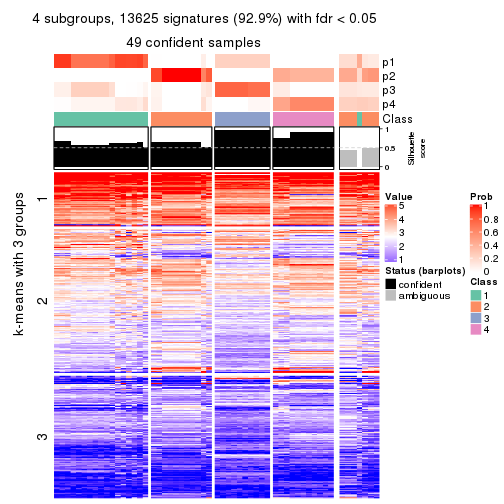 4 subgroups, 13625 signatures (92.9%) with fdr < 0.05
49 confident samples
p1
p2
p3
p4
Class
1
0.5
0
Silhouette
score
k-means with 3 groups
1
2
3
Value
5
4
3
2
1
Status (barplots)
confident
ambiguous
Prob
1
0.8
0.6
0.4
0.2
0
Class
1
2
3
4